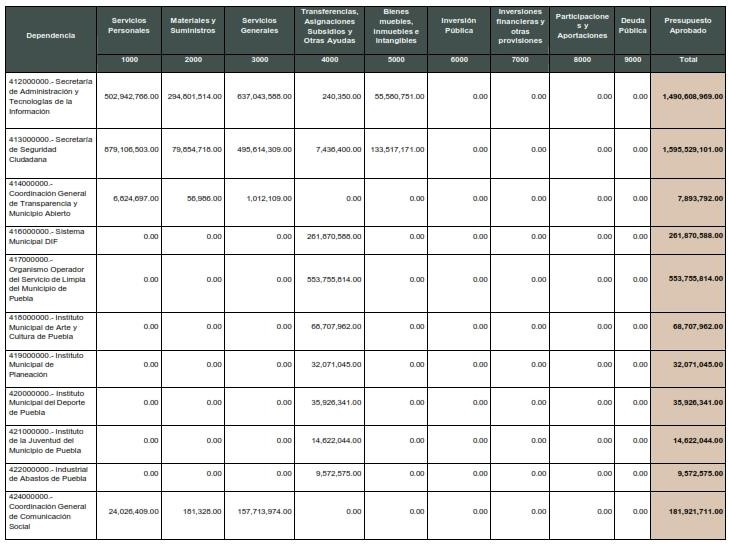 Dependencia
Servicios
Personales
Materiales y
Suministros
Servicios
Generales
Transferencias,
Asignaciones
Subsidios y
Otras Ayudas
Bienes
muebles,
inmuebles e
intangibles
Inversión
Pública
Inversiones
financieras y
otras
provisiones
Participacione
s y
Aportaciones
Deuda
Pública
Presupuesto
Aprobado
1000 2000 3000 4000 5000 6000 7000 8000 9000 Total
412000000.- Secretaría
de Administración y
Tecnologías de la
Información
502,942,766.00 294,801,514.00 637,043,588.00 240,350.00 55,580,751.00 0.00 0.00 0.00 0.00 1,490,608,969.00
413000000.- Secretaría
de Seguridad
Ciudadana
879,106,503.00 79,854,718.00 495,614,309.00 7,436,400.00 133,517,171.00 0.00 0.00 0.00 0.00 1,595,529,101.00
414000000.-
Coordinación General
de Transparencia y
Municipio Abierto
6,824,697.00 56,986.00 1,012,109.00 0.00 0.00 0.00 0.00 0.00 0.00 7,893,792.00
416000000.- Sistema
Municipal DIF
0.00 0.00 0.00 261,870,588.00 0.00 0.00 0.00 0.00 0.00 261,870,588.00
417000000.-
Organismo Operador
del Servicio de Limpia
del Municipio de
Puebla
0.00 0.00 0.00 553,755,814.00 0.00 0.00 0.00 0.00 0.00 553,755,814.00
418000000.- Instituto
Municipal de Arte y
Cultura de Puebla
0.00 0.00 0.00 68,707,962.00 0.00 0.00 0.00 0.00 0.00 68,707,962.00
419000000.- Instituto
Municipal de
Planeación
0.00 0.00 0.00 32,071,045.00 0.00 0.00 0.00 0.00 0.00 32,071,045.00
420000000.- Instituto
Municipal del Deporte
de Puebla
0.00 0.00 0.00 35,926,341.00 0.00 0.00 0.00 0.00 0.00 35,926,341.00
421000000.- Instituto
de la Juventud del
Municipio de Puebla
0.00 0.00 0.00 14,622,044.00 0.00 0.00 0.00 0.00 0.00 14,622,044.00
422000000.- Industrial
de Abastos de Puebla
0.00 0.00 0.00 9,572,575.00 0.00 0.00 0.00 0.00 0.00 9,572,575.00
424000000.-
Coordinación General
de Comunicación
Social
24,026,409.00 181,328.00 157,713,974.00 0.00 0.00 0.00 0.00 0.00 0.00 181,921,711.00